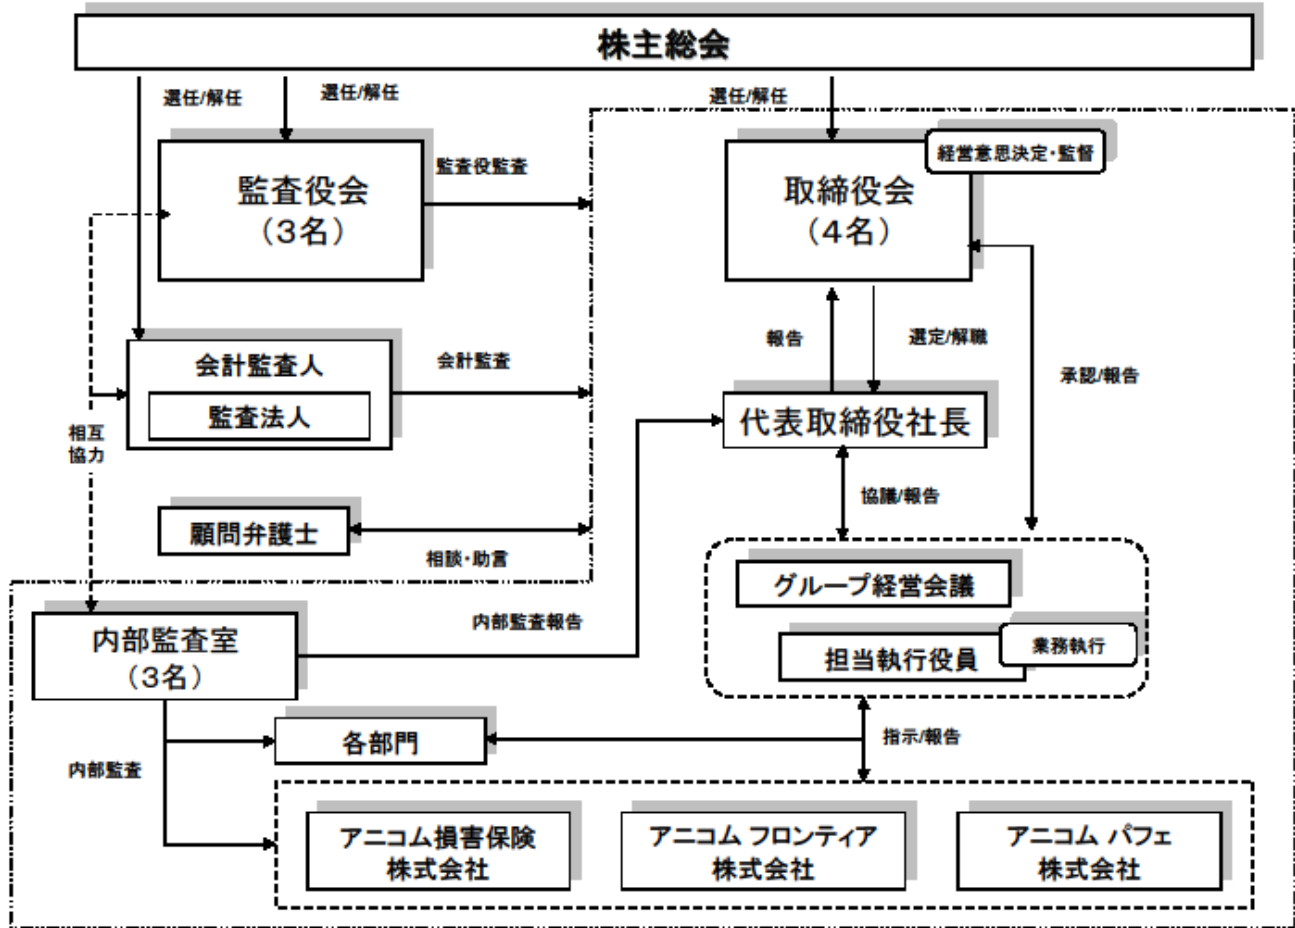 株主総会
選任/解任
選任/解任
選任/解任
監査役会
（3名）
監査役監査
取締役会
（4名）
経営意思決定・監督
会計監査人
監査法人
会計監査
報告
選定/解職
承認/報告
代表取締役社長
相互
協力
協議/報告
顧問弁護士
相談・助言
グループ経営会議
担当執行役員
業務執行
内部監査室
（3名）
内部監査報告
各部門
指示/報告
内部監査
アニコム損害保険
株式会社
アニコム フロンティア
株式会社
アニコム パフェ
株式会社